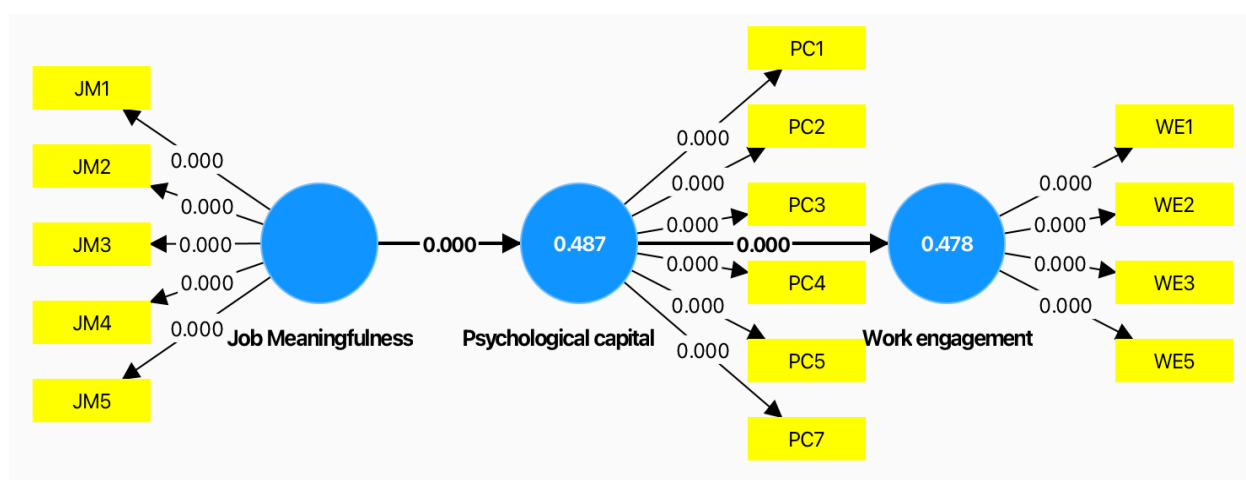 JM1
JM2
JM3
JM4
JM5
0.000
0.000
0.000
0.000
0.000
Job Meaningfulness
0.000
0.487
Psychological capital
0.000
0.000
0.000
0.000
0.000
0.000
PC1
PC2
PC3
PC4
PC5
PC7
0.000
0.478
Work engagement
0.000
0.000
0.000
0.000
WE1
WE2
WE3
WE5